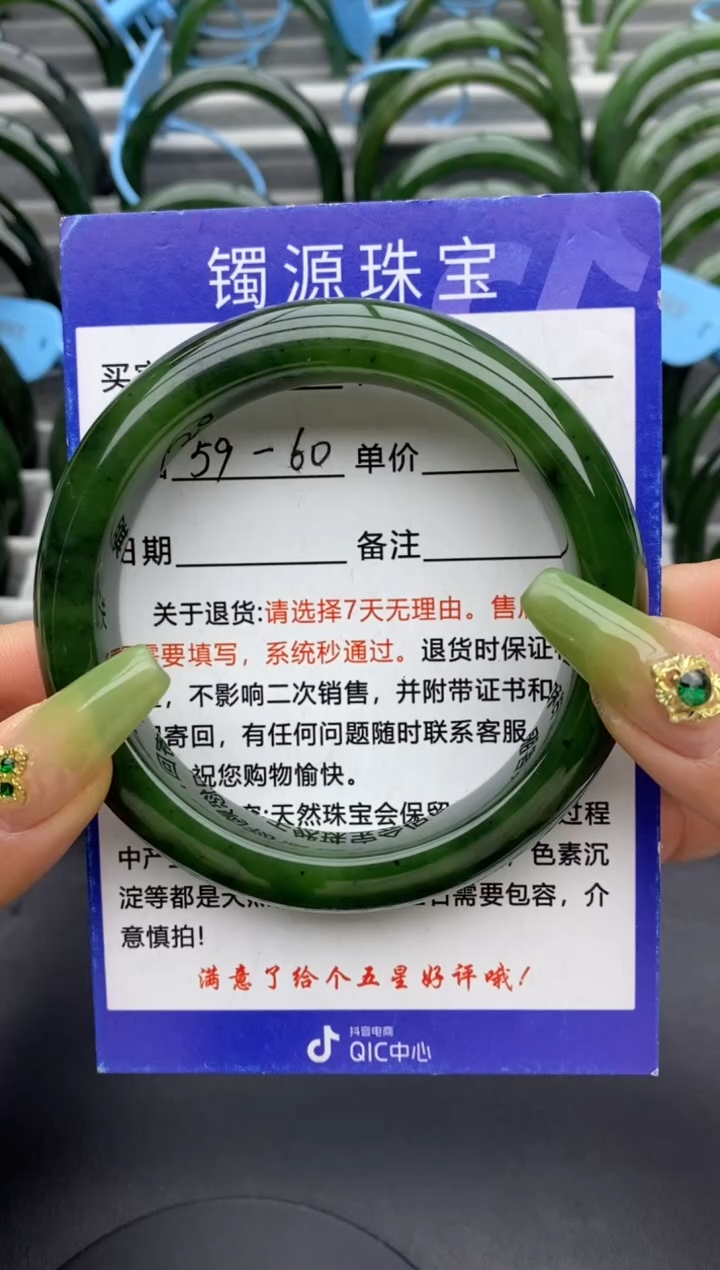 镯源珠宝
买
59-60 单价
日期 备注
关于退货:请选择7天无理由。售
需要填写，系统秒通过。退货时保证
，不影响二次销售，并附带证书和
寄回，有任何问题随时联系客服
祝您购物愉快。
:天然珠宝会保留 过程
中产 ，色素沉
淀等都是天 需要包容，介
意慎拍!
满意了给个五星好评哦!
抖音电商
QIC中心